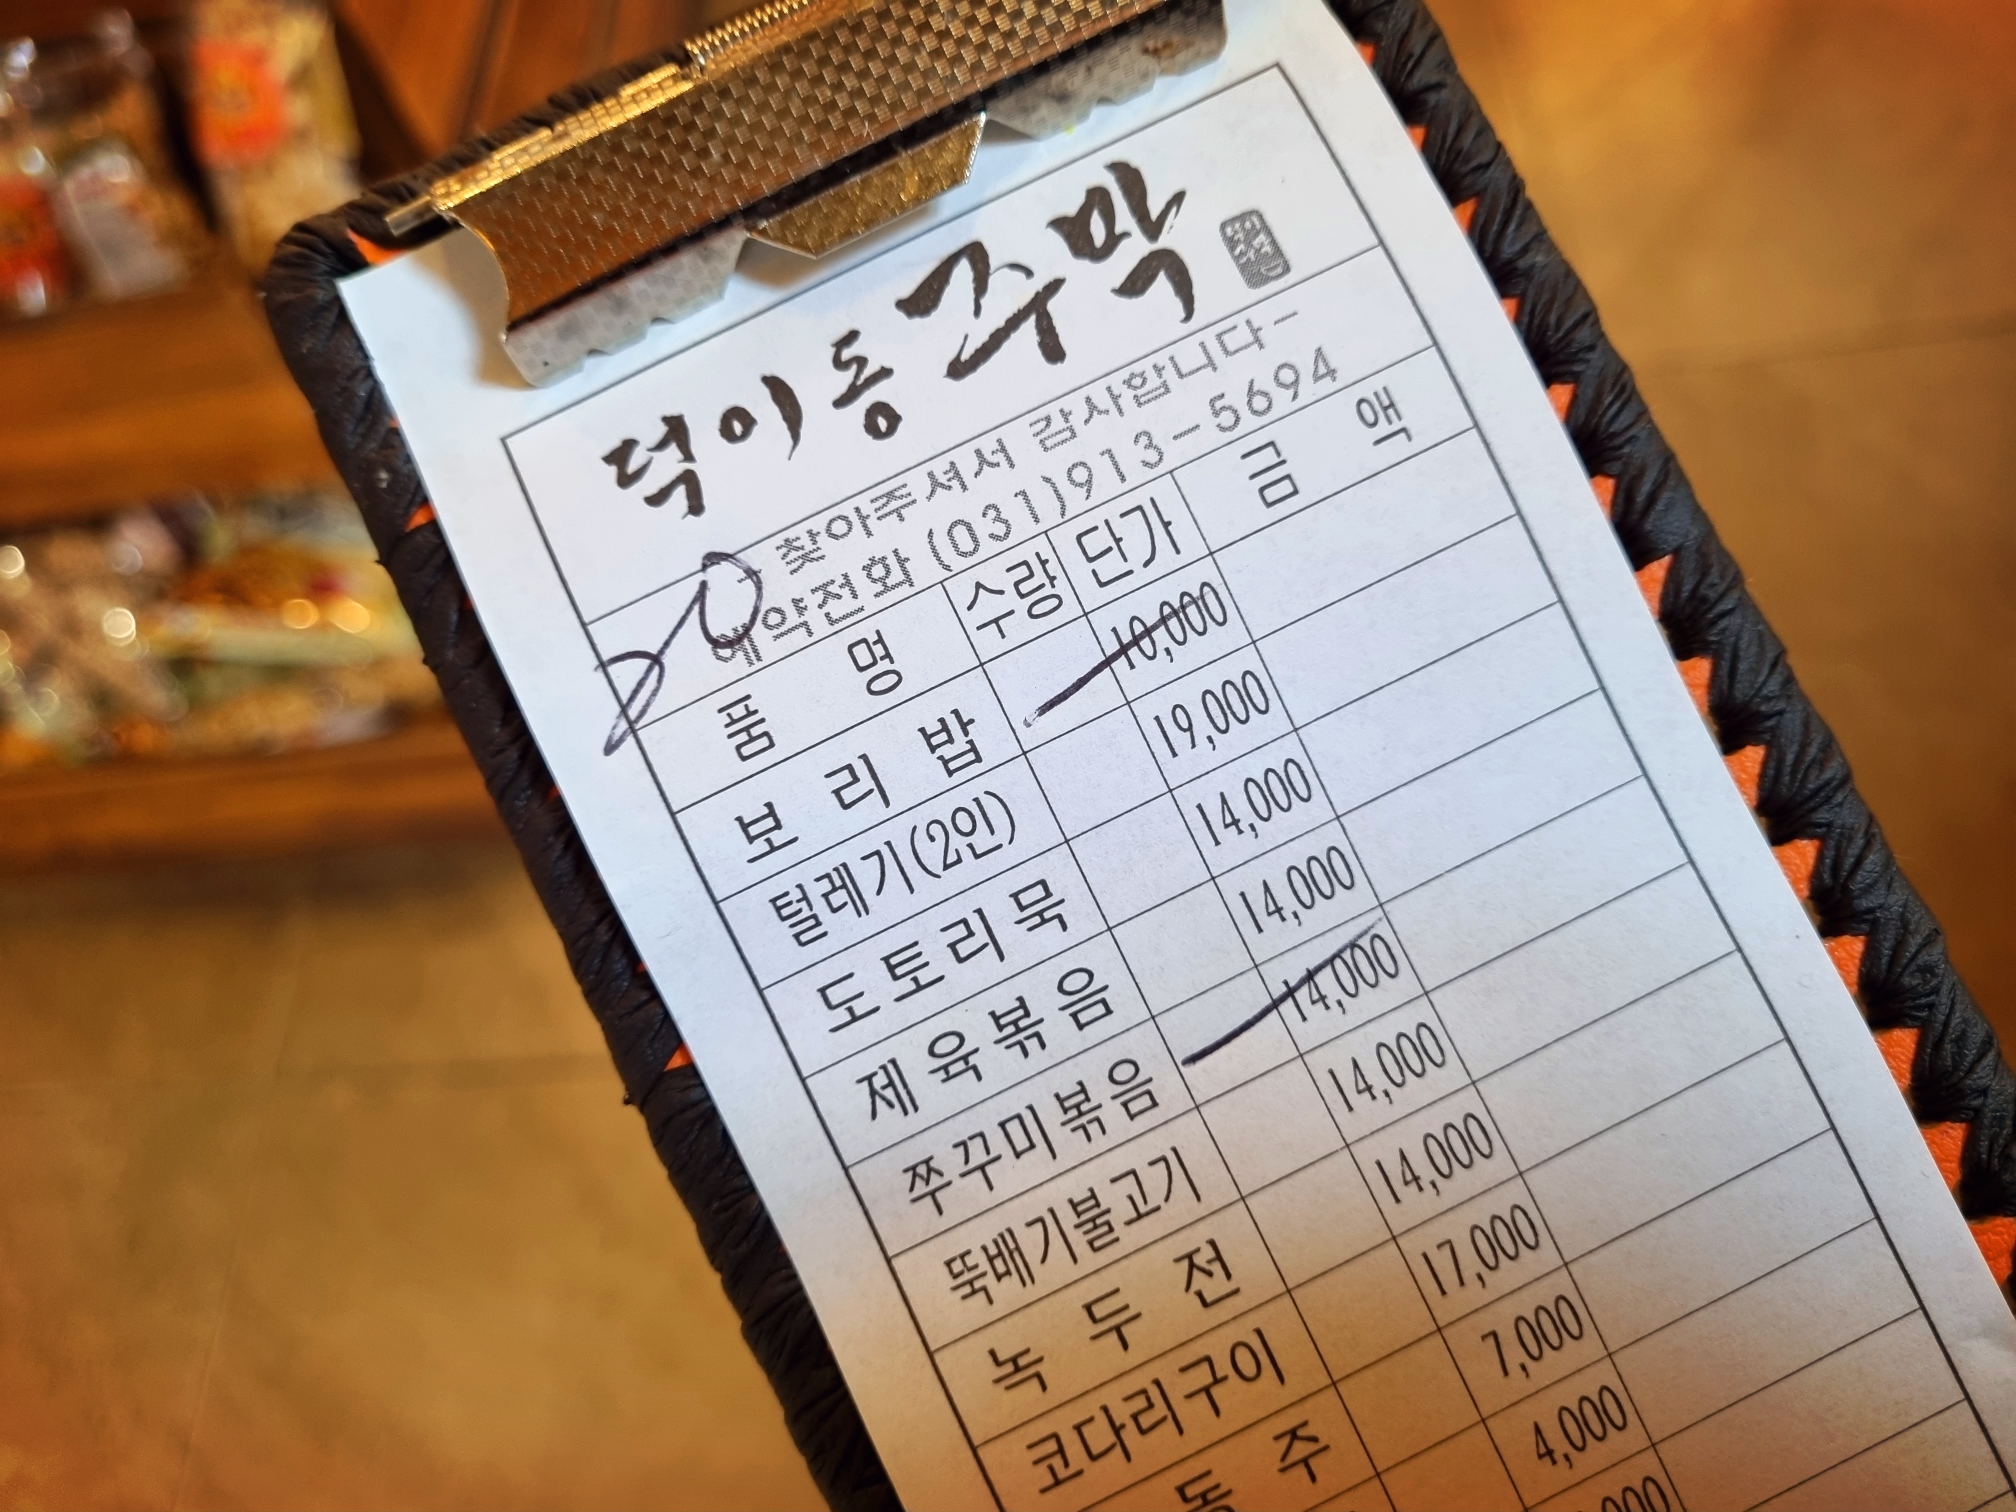 덕이동 주막
- 찾아주셔서 감사합니다-
예약전화 (031)913-5694
품 명 수량 단가 금 액
보 리 밥 10,000
털레기(2인) 19,000
도토리묵 14,000
제육볶음 14,000
쭈꾸미볶음 14,000
뚝배기불고기 14,000
녹 두 전 14,000
코다리구이 17,000
동 주 7,000
4,000